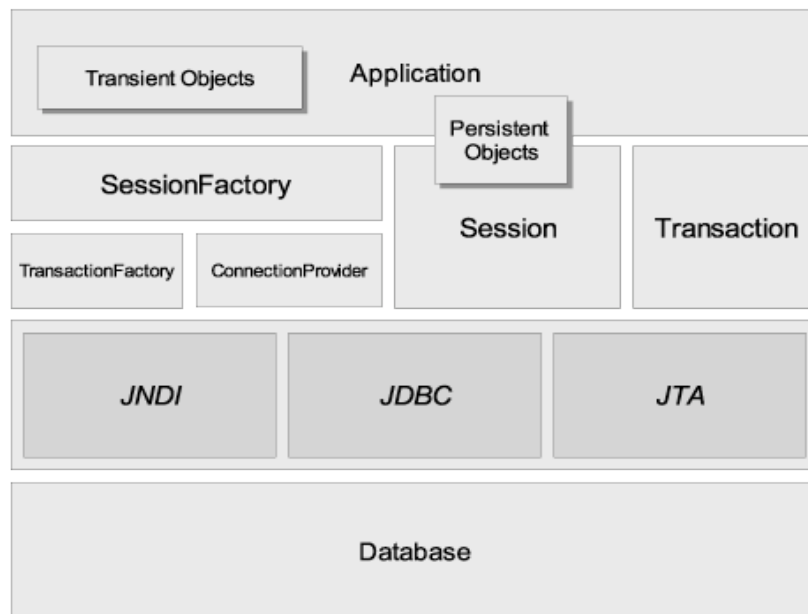 Transient Objects
Application
Persistent
Objects
SessionFactory
Session
Transaction
TransactionFactory
ConnectionProvider
JNDI
JDBC
JTA
Database